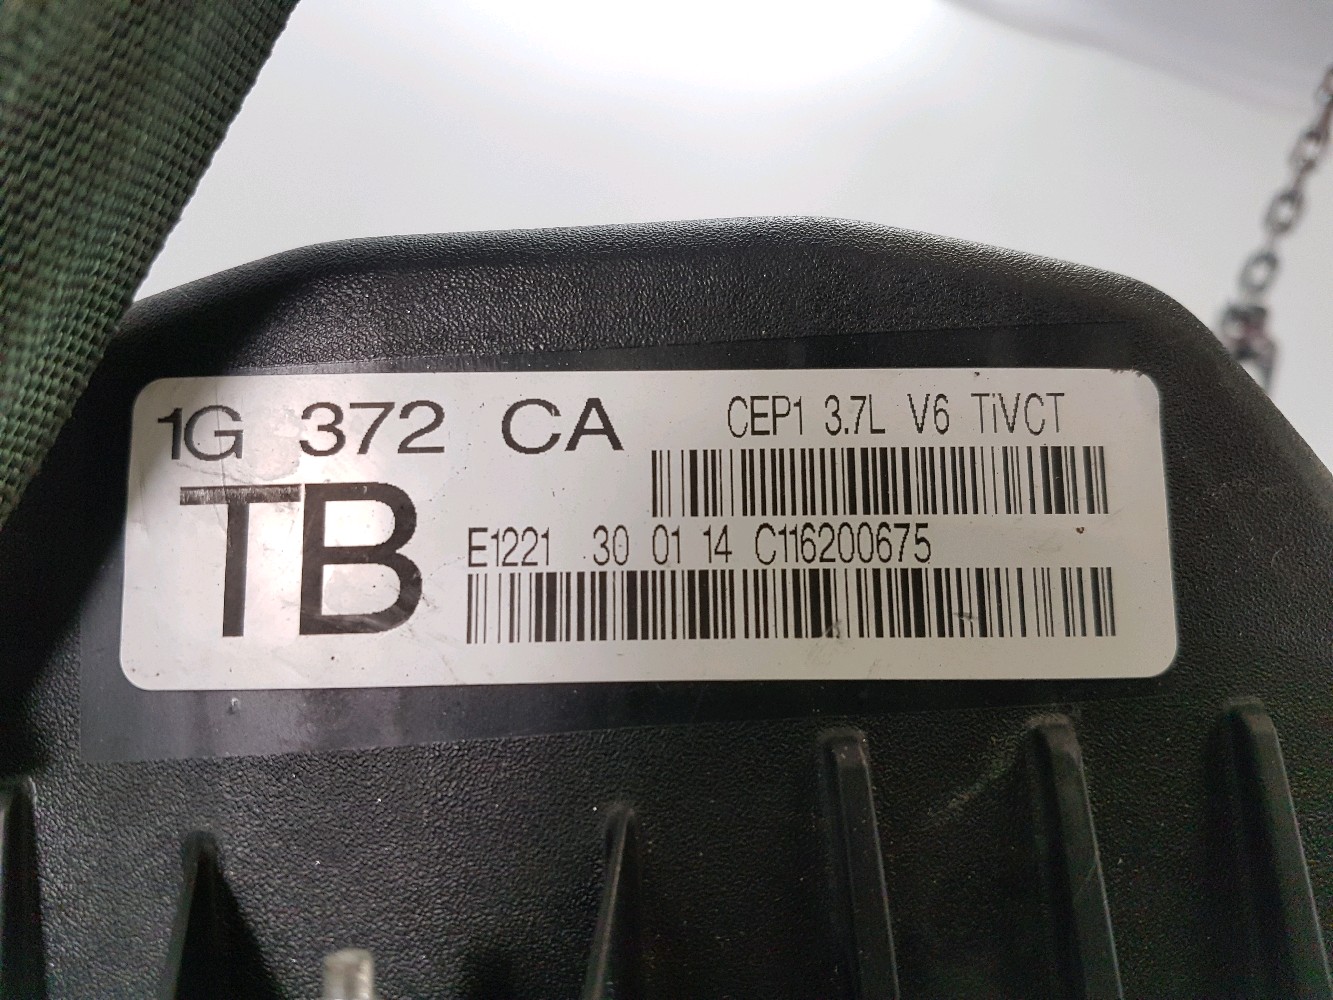 1G 372 CA
CEP1 3.7L V6 TiVCT
TB
E1221 30 01 14 C116200675